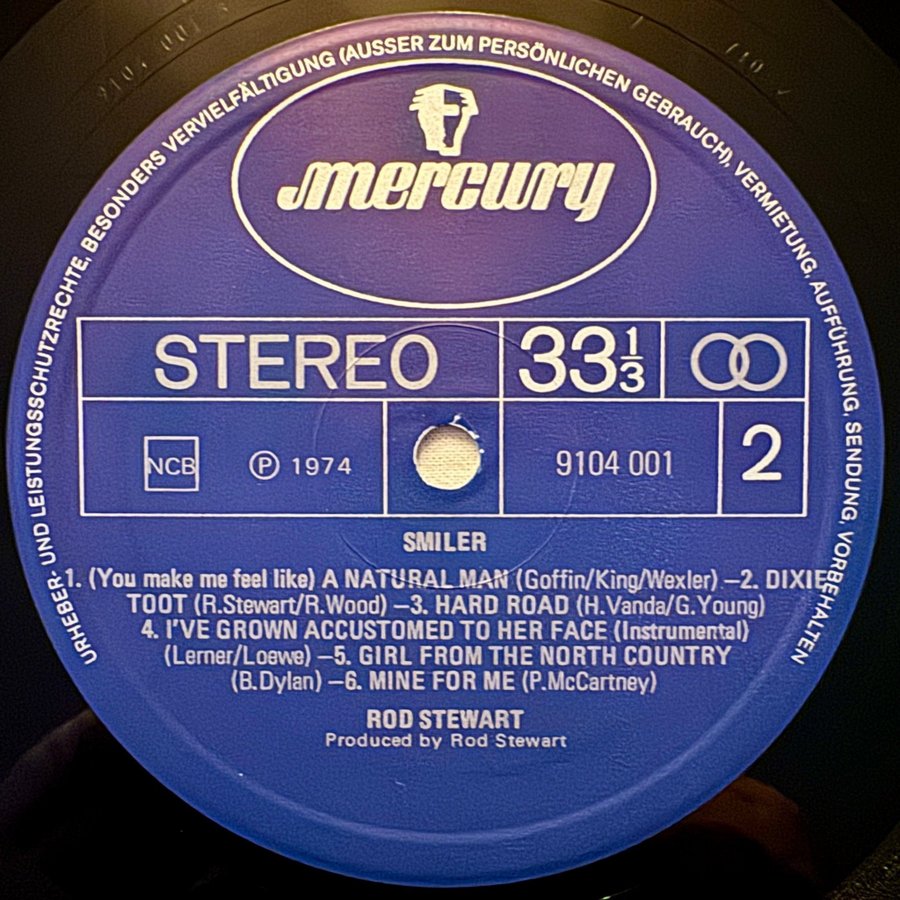 URHEBER- UND LEISTUNGSSCHUTZRECHTE, BESONDERS VERVIELFÄLTIGUNG (AUSSER ZUM PERSÖNLICHEN GEBRAUCH), VERMIETUNG, AUFFÜHRUNG, SENDUNG, VORBEHALTEN
mercury
STEREO 33 1/3
NCB Ⓟ 1974 9104 001 2
SMILER
1. (You make me feel like) A NATURAL MAN (Goffin/King/Wexler) –2. DIXIE
TOOT (R.Stewart/R.Wood) –3. HARD ROAD (H.Vanda/G.Young)
4. I'VE GROWN ACCUSTOMED TO HER FACE (Instrumental)
(Lerner/Loewe) –5. GIRL FROM THE NORTH COUNTRY
(B.Dylan) –6. MINE FOR ME (P.McCartney)
ROD STEWART
Produced by Rod Stewart